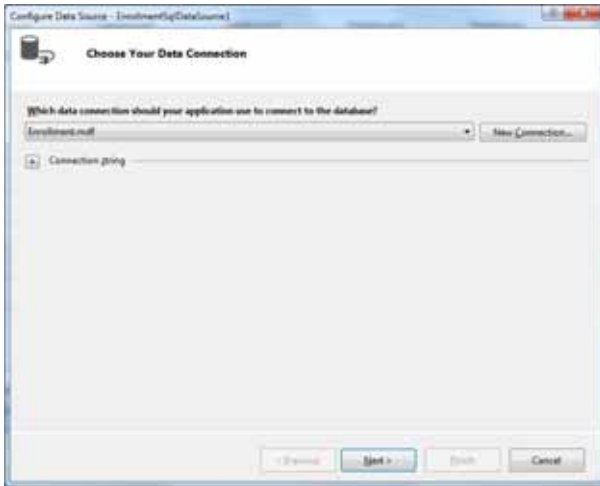 Configure Data Source - EnrollmentSqlDataSource1
Choose Your Data Connection
Which data connection should your application use to connect to the database?
Enrollment.mdf
New Connection...
Connection string
< Previous
Next >
Finish
Cancel